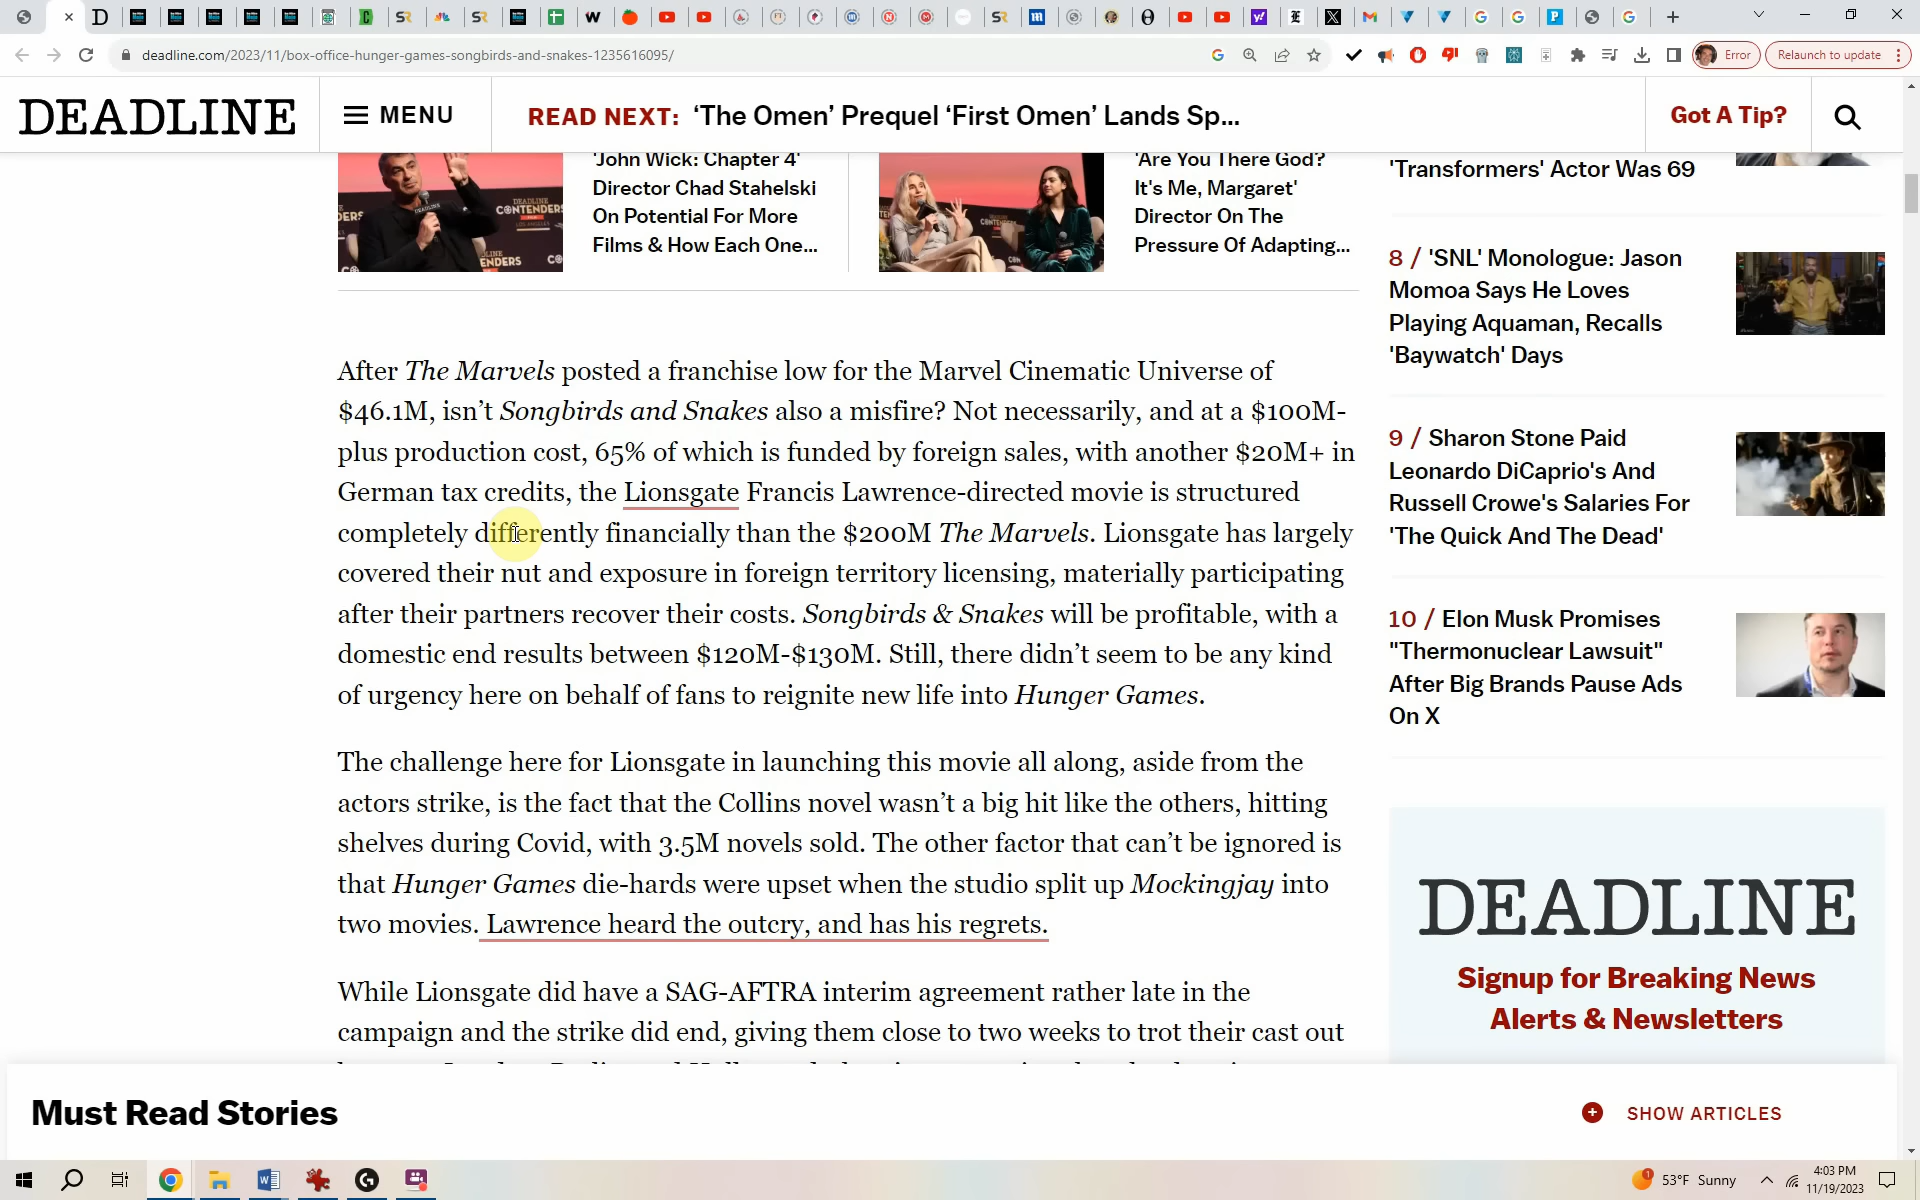 deadline.com/2023/11/box-office-hunger-games-songbirds-and-snakes-1235616095/
Error
Relaunch to update
DEADLINE
MENU
READ NEXT: ‘The Omen’ Prequel ‘First Omen’ Lands Sp...
Got A Tip?
'John Wick: Chapter 4'
Director Chad Stahelski
On Potential For More
Films & How Each One...
'Are You There God?
It's Me, Margaret'
Director On The
Pressure Of Adapting...
After The Marvels posted a franchise low for the Marvel Cinematic Universe of
$46.1M, isn’t Songbirds and Snakes also a misfire? Not necessarily, and at a $100M-
plus production cost, 65% of which is funded by foreign sales, with another $20M+ in
German tax credits, the Lionsgate Francis Lawrence-directed movie is structured
completely differently financially than the $200M The Marvels. Lionsgate has largely
covered their nut and exposure in foreign territory licensing, materially participating
after their partners recover their costs. Songbirds & Snakes will be profitable, with a
domestic end results between $120M-$130M. Still, there didn’t seem to be any kind
of urgency here on behalf of fans to reignite new life into Hunger Games.
The challenge here for Lionsgate in launching this movie all along, aside from the
actors strike, is the fact that the Collins novel wasn’t a big hit like the others, hitting
shelves during Covid, with 3.5M novels sold. The other factor that can’t be ignored is
that Hunger Games die-hards were upset when the studio split up Mockingjay into
two movies. Lawrence heard the outcry, and has his regrets.
While Lionsgate did have a SAG-AFTRA interim agreement rather late in the
campaign and the strike did end, giving them close to two weeks to trot their cast out
'Transformers' Actor Was 69
8 / 'SNL' Monologue: Jason
Momoa Says He Loves
Playing Aquaman, Recalls
'Baywatch' Days
9 / Sharon Stone Paid
Leonardo DiCaprio's And
Russell Crowe's Salaries For
'The Quick And The Dead'
10 / Elon Musk Promises
"Thermonuclear Lawsuit"
After Big Brands Pause Ads
On X
DEADLINE
Signup for Breaking News
Alerts & Newsletters
Must Read Stories
SHOW ARTICLES
53°F Sunny
4:03 PM
11/19/2023